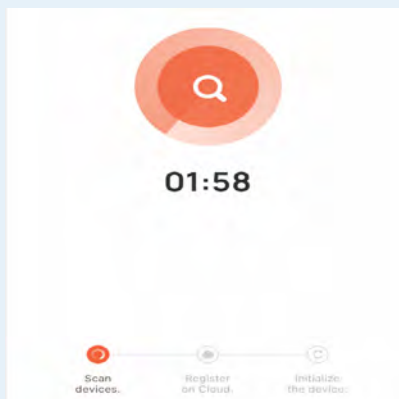 01:58
Scan
devices.
Register
on Cloud.
Initialize
the device.